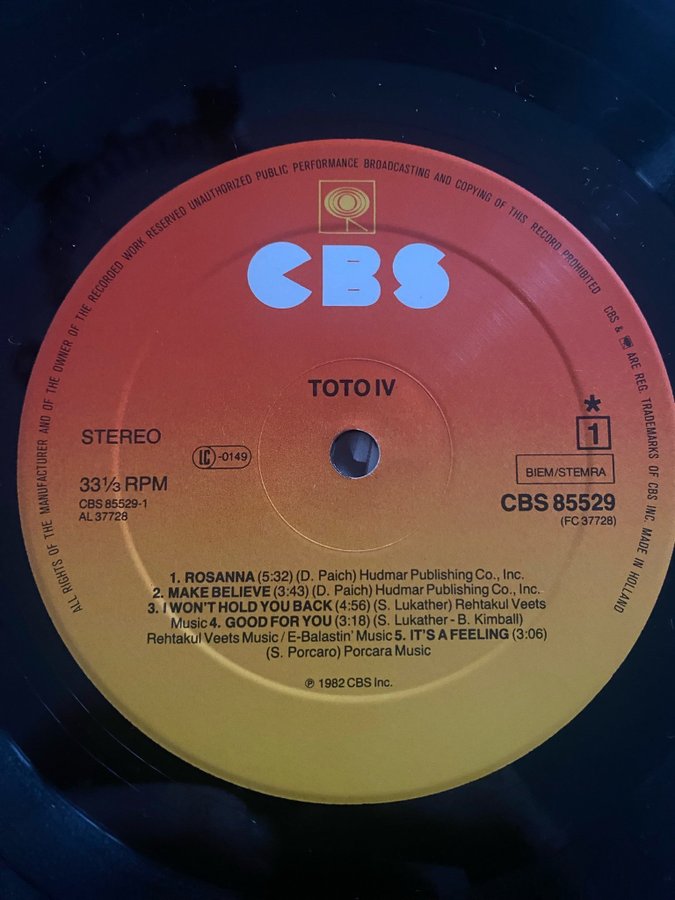 ALL RIGHTS OF THE MANUFACTURER AND OF THE OWNER OF THE RECORDED WORK RESERVED UNAUTHORIZED PUBLIC PERFORMANCE BROADCASTING AND COPYING OF THIS RECORD PROHIBITED CBS & ARE REG. TRADEMARKS OF CBS INC. MADE IN HOLLAND
CBS
TOTO IV
STEREO
LC-0149
*
1
BIEM/STEMRA
33⅓ RPM
CBS 85529-1
AL 37728
CBS 85529
(FC 37728)
1. ROSANNA (5:32) (D. Paich) Hudmar Publishing Co., Inc.
2. MAKE BELIEVE (3:43) (D. Paich) Hudmar Publishing Co., Inc.
3. I WON'T HOLD YOU BACK (4:56) (S. Lukather) Rehtakul Veets
Music 4. GOOD FOR YOU (3:18) (S. Lukather - B. Kimball)
Rehtakul Veets Music / E-Balastin' Music 5. IT'S A FEELING (3:06)
(S. Porcaro) Porcara Music
℗ 1982 CBS Inc.